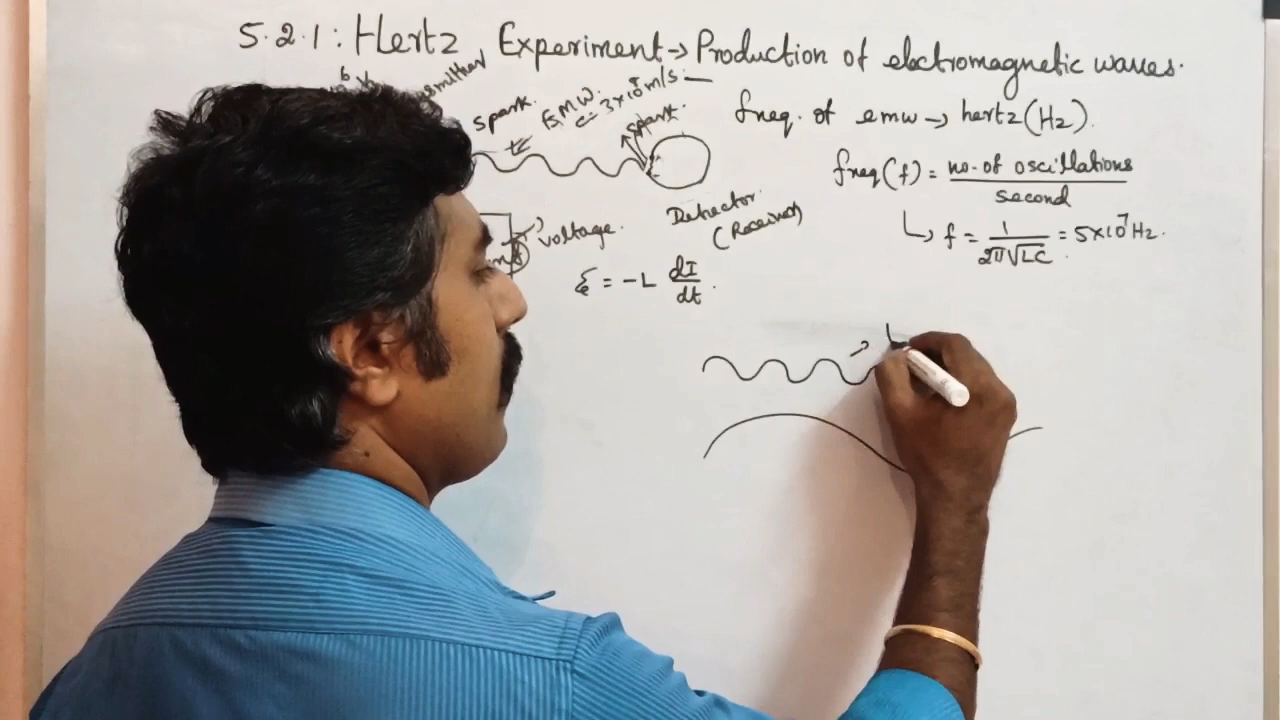 5.2.1: Hertz Experiment → Production of electromagnetic waves.
spark.
EMW.
c = 3×10⁸ m/s.
spark.
freq. of emw → hertz (Hz).
freq (f) = no. of oscillations / second
f = 1 / 2π√LC = 5×10⁷ Hz.
voltage.
Detector
(Receiver)
ξ = -L dI/dt.